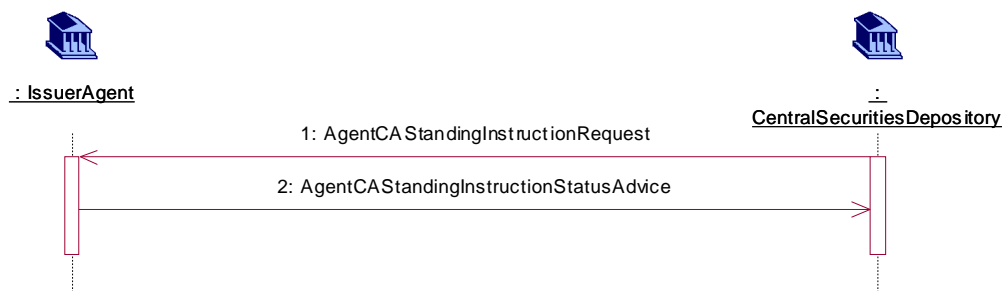 : IssuerAgent
:
CentralSecuritiesDepository
1: AgentCAStandingInstructionRequest
2: AgentCAStandingInstructionStatusAdvice